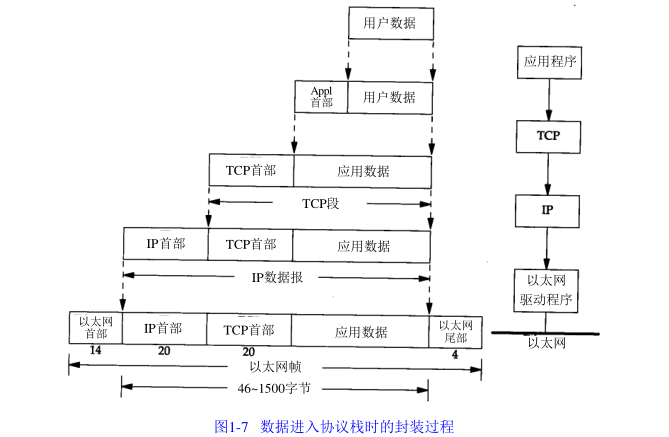 用户数据
Appl
首部
用户数据
应用程序
TCP首部
应用数据
TCP
TCP段
IP首部
TCP首部
应用数据
IP
IP数据报
以太网
驱动程序
以太网
首部
IP首部
TCP首部
应用数据
以太网
尾部
以太网
14
20
20
4
以太网帧
46~1500字节
图1-7 数据进入协议栈时的封装过程